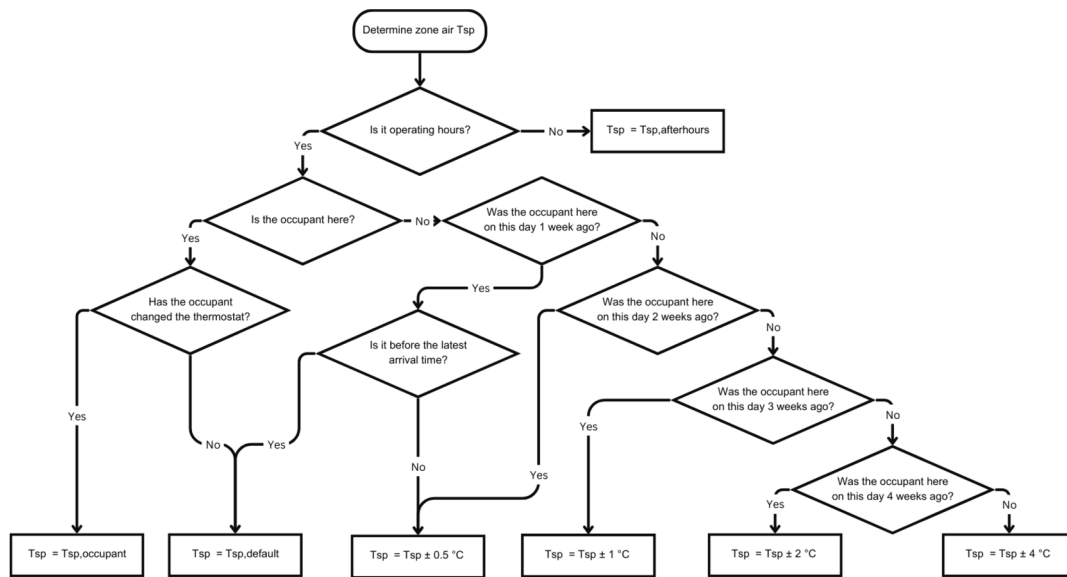 Determine zone air Tsp
Is it operating hours?
No
Tsp = Tsp,afterhours
Yes
Is the occupant here?
No
Was the occupant here
on this day 1 week ago?
Yes
No
Has the occupant
changed the thermostat?
Yes
Was the occupant here
on this day 2 weeks ago?
Is it before the latest
arrival time?
No
Was the occupant here
on this day 3 weeks ago?
Yes
Yes
No
No
Yes
No
Yes
Was the occupant here
on this day 4 weeks ago?
Yes
No
Tsp = Tsp,occupant
Tsp = Tsp,default
Tsp = Tsp ± 0.5 °C
Tsp = Tsp ± 1 °C
Tsp = Tsp ± 2 °C
Tsp = Tsp ± 4 °C